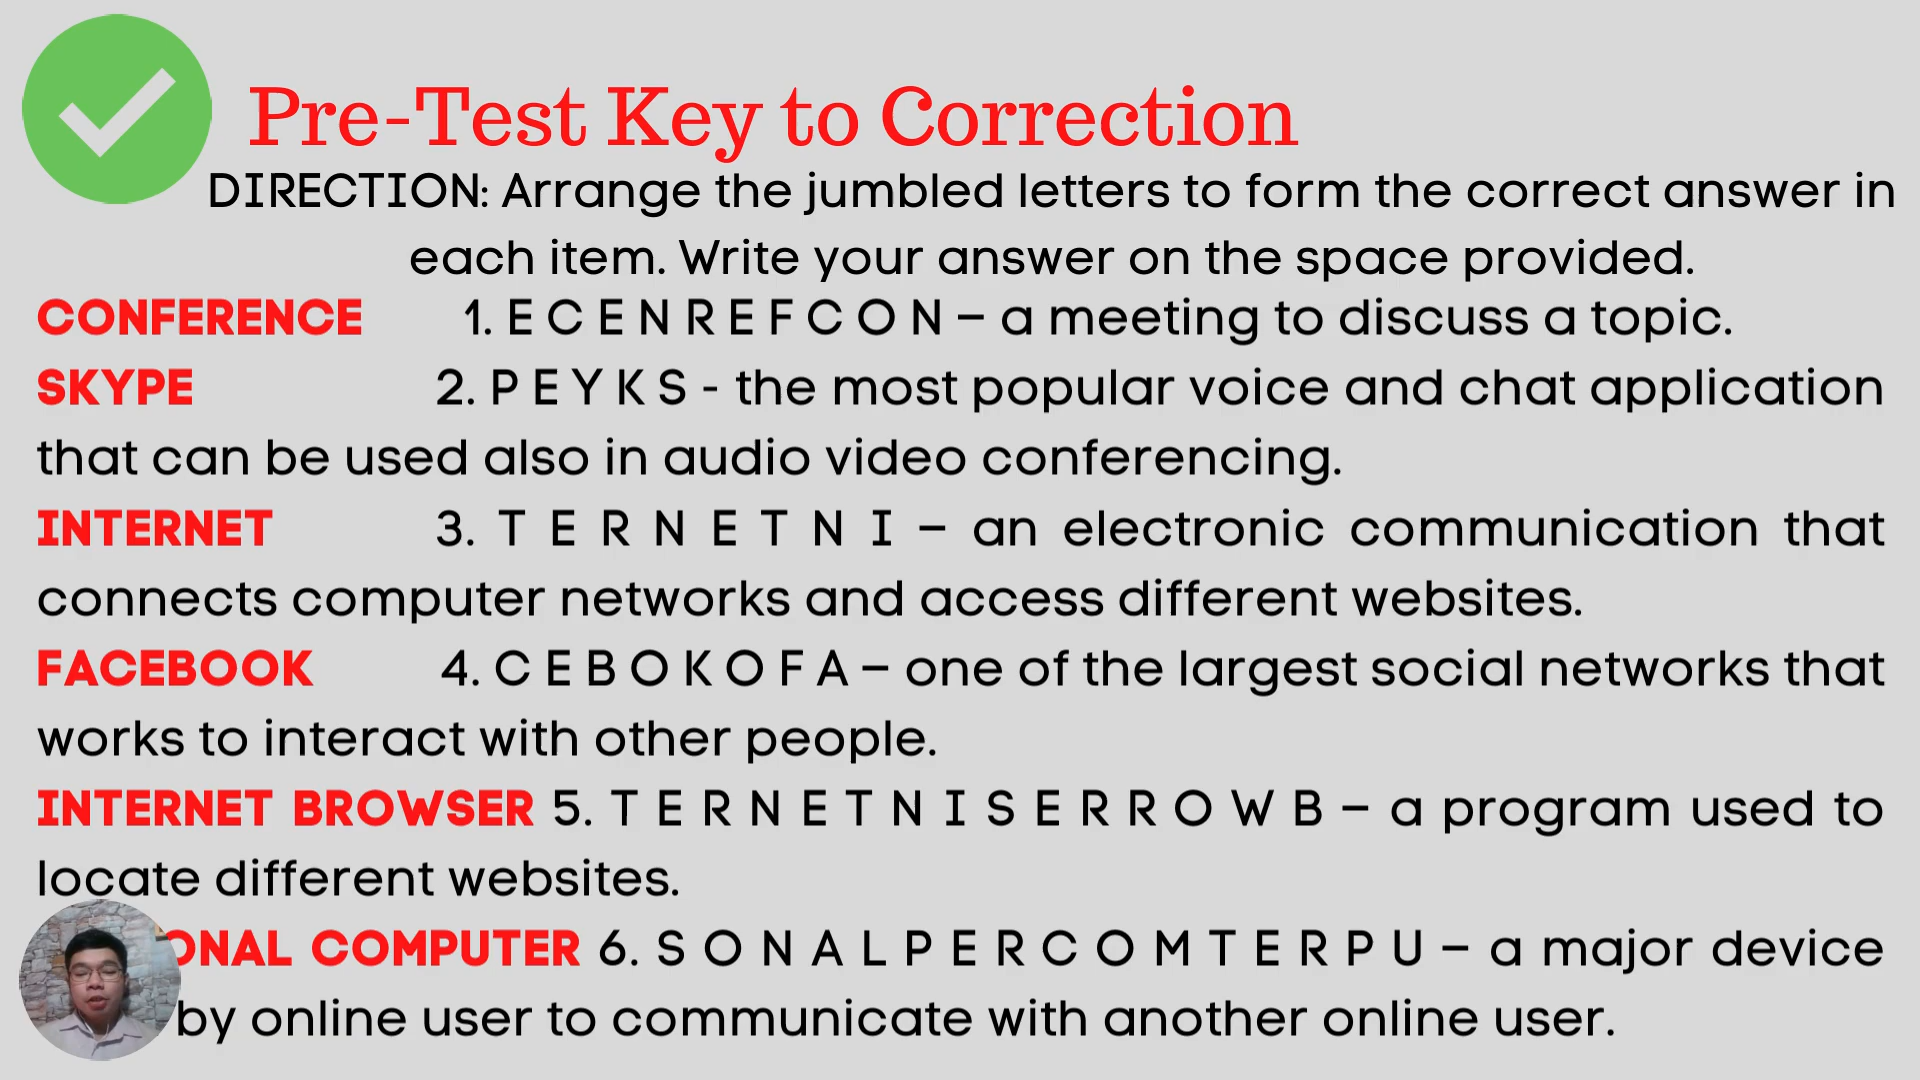 Pre-Test Key to Correction
DIRECTION: Arrange the jumbled letters to form the correct answer in
each item. Write your answer on the space provided.
CONFERENCE 1. E C E N R E F C O N – a meeting to discuss a topic.
SKYPE 2. P E Y K S - the most popular voice and chat application
that can be used also in audio video conferencing.
INTERNET 3. T E R N E T N I – an electronic communication that
connects computer networks and access different websites.
FACEBOOK 4. C E B O K O F A – one of the largest social networks that
works to interact with other people.
INTERNET BROWSER 5. T E R N E T N I S E R R O W B – a program used to
locate different websites.
ONAL COMPUTER 6. S O N A L P E R C O M T E R P U – a major device
by online user to communicate with another online user.